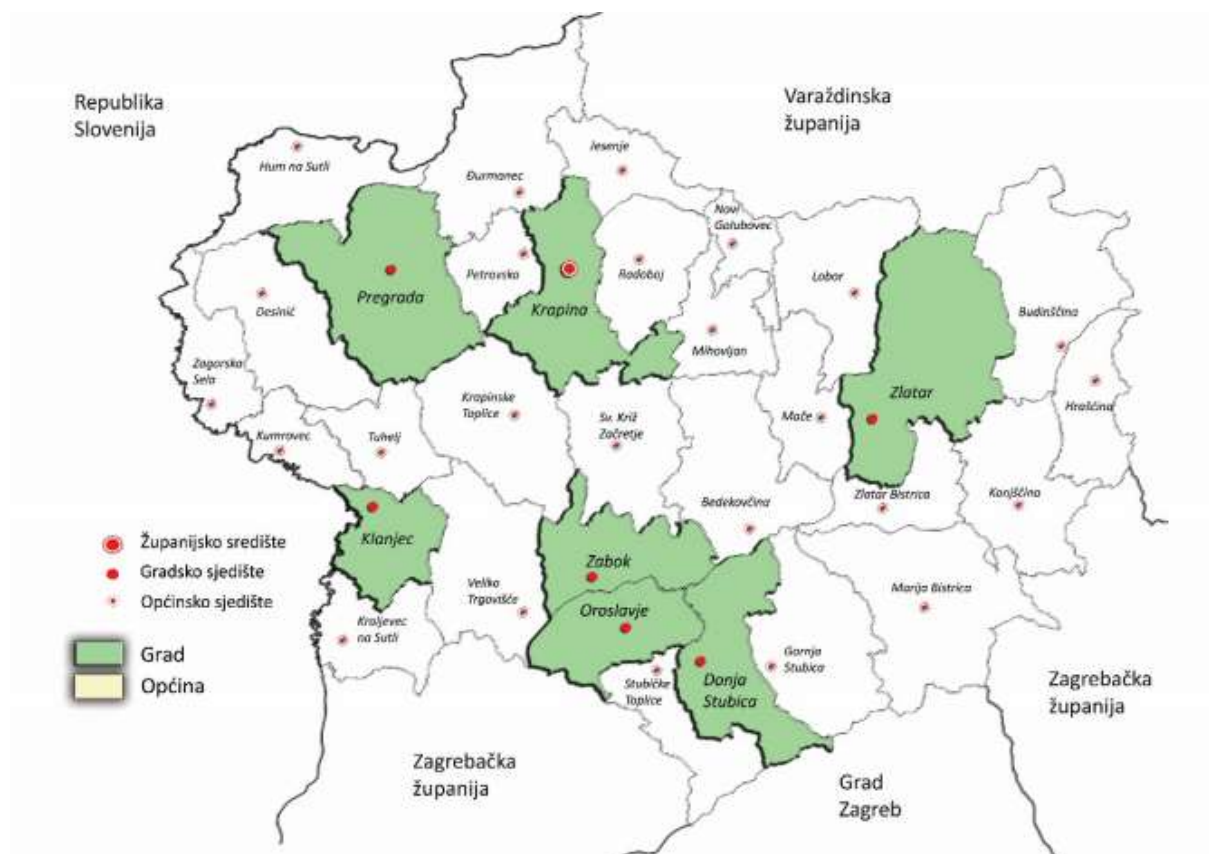 Republika
Slovenija
Varaždinska
županija
Hum na Sutli
Đurmanec
Jesenje
Novi
Golubovec
Petrovsko
Radoboj
Lobor
Pregrada
Krapina
Desinić
Budinščina
Mihovljan
Zagorska
Sela
Krapinske
Toplice
Zlatar
Hrašćina
Sv. Križ
Začretje
Mače
Kumrovec
Tuhelj
Bedekovčina
Zlatar Bistrica
Konjščina
Klanjec
Županijsko središte
Gradsko sjedište
Općinsko sjedište
Zabok
Veliko
Trgovišće
Oroslavje
Marija Bistrica
Kraljevec
na Sutli
Grad
Općina
Gornja
Stubica
Stubičke
Toplice
Donja
Stubica
Zagrebačka
županija
Zagrebačka
županija
Grad
Zagreb